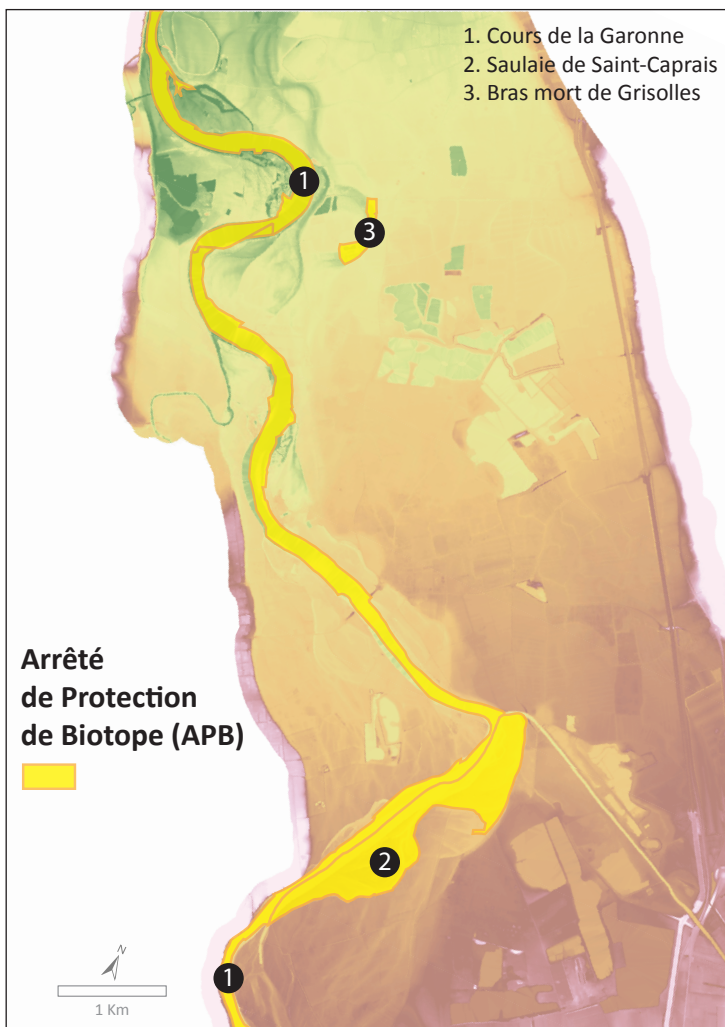 1. Cours de la Garonne
2. Saulaie de Saint-Caprais
3. Bras mort de Grisolles
1
3
Arrêté
de Protection
de Biotope (APB)
2
N
1
1 Km